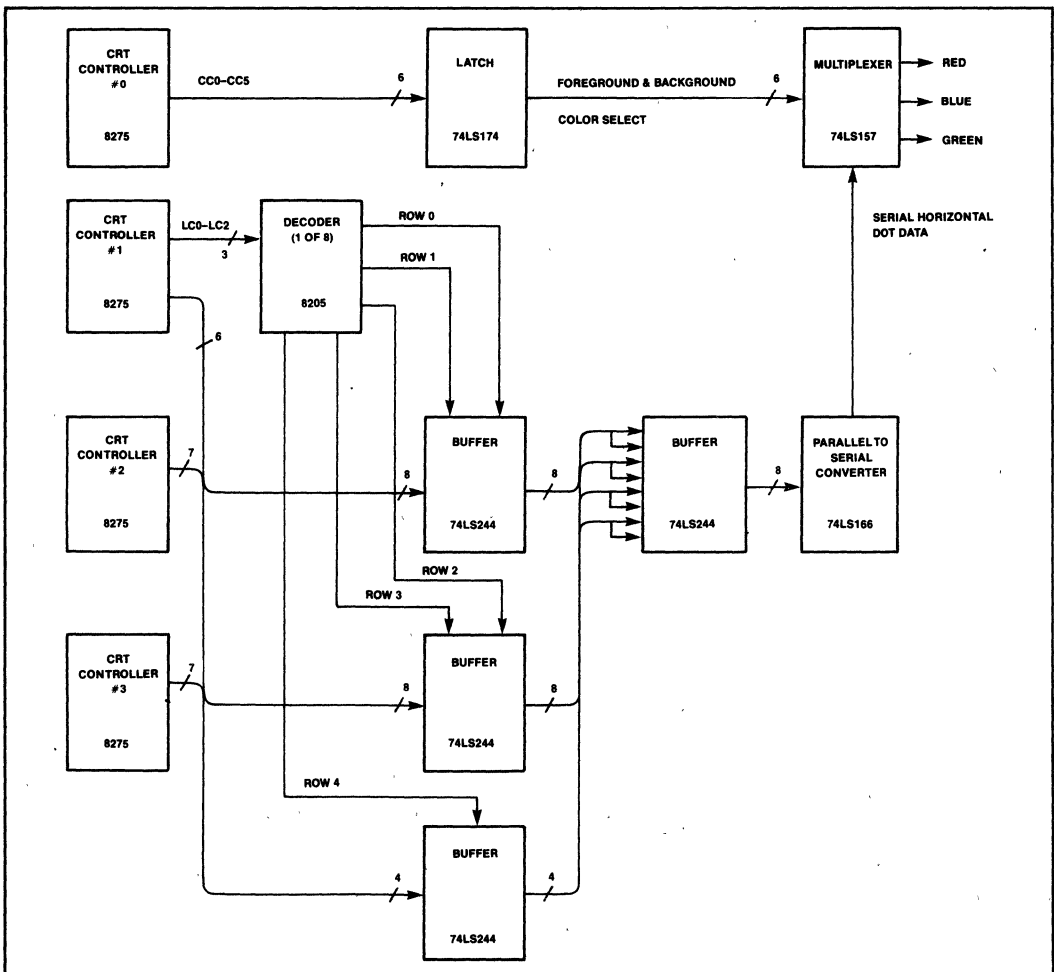 CRT
CONTROLLER
#0
8275
CC0–CC5
6
LATCH
74LS174
FOREGROUND & BACKGROUND
COLOR SELECT
6
MULTIPLEXER
74LS157
RED
BLUE
GREEN
CRT
CONTROLLER
#1
8275
LC0–LC2
3
6
DECODER
(1 OF 8)
8205
ROW 0
ROW 1
SERIAL HORIZONTAL
DOT DATA
CRT
CONTROLLER
#2
8275
7
8
BUFFER
74LS244
8
BUFFER
74LS244
8
PARALLEL TO
SERIAL
CONVERTER
74LS166
ROW 2
ROW 3
CRT
CONTROLLER
#3
8275
7
8
BUFFER
74LS244
8
ROW 4
4
BUFFER
74LS244
4